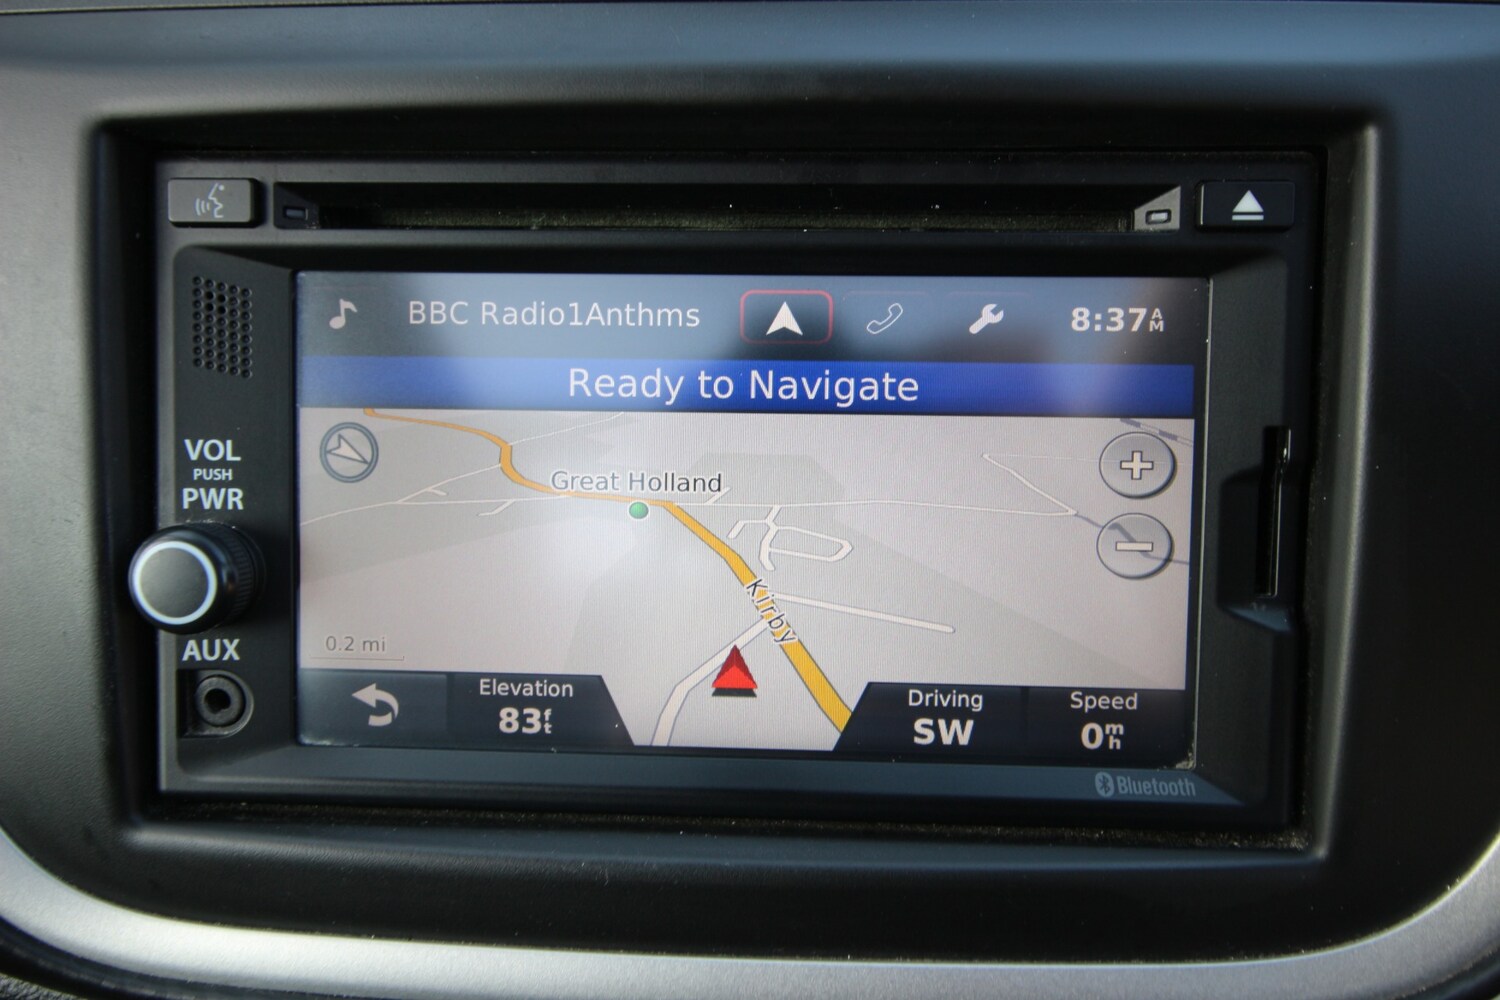 BBC Radio1Anthms
8:37AM
Ready to Navigate
Great Holland
Kirby
0.2 mi
Elevation
83ft
Driving
SW
Speed
0mh
VOL
PUSH
PWR
AUX
Bluetooth